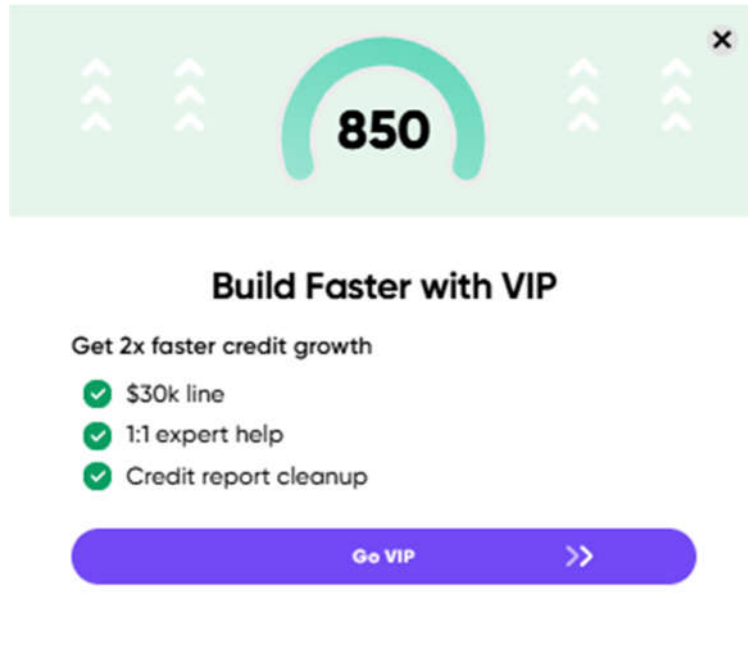 850
Build Faster with VIP
Get 2x faster credit growth
$30k line
1:1 expert help
Credit report cleanup
Go VIP